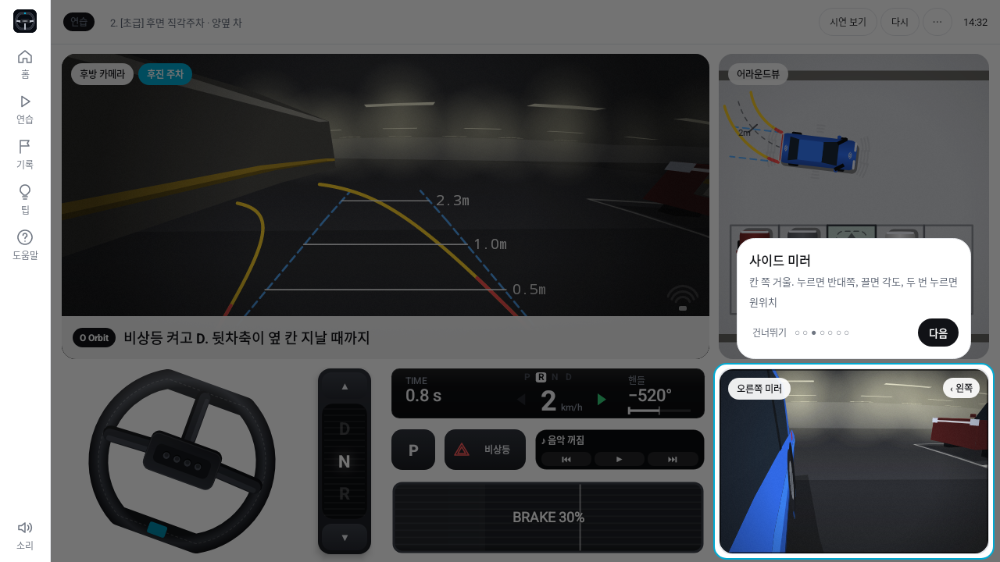 홈
연습
기록
팁
도움말
소리
연습
2. [초급] 후면 직각주차 · 양옆 차
시연 보기
다시
···
14:32
후방 카메라
후진 주차
2.3m
1.0m
0.5m
O Orbit
비상등 켜고 D. 뒷차축이 옆 칸 지날 때까지
어라운드뷰
2m
사이드 미러
칸 쪽 거울. 누르면 반대쪽, 끌면 각도, 두 번 누르면
원위치
건너뛰기
다음
D
N
R
TIME
0.8 s
P R N D
2 km/h
핸들
−520°
P
비상등
♪ 음악 꺼짐
BRAKE 30%
오른쪽 미러
‹ 왼쪽